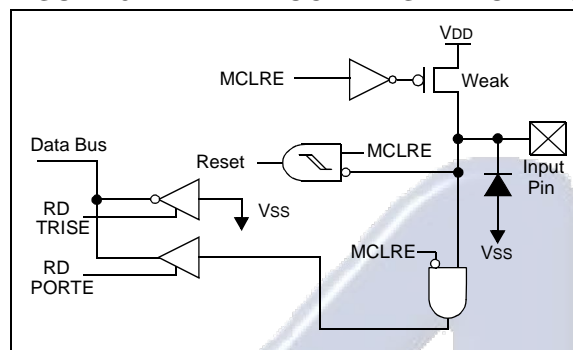 VDD
MCLRE
Weak
Data Bus
Reset
MCLRE
Input
Pin
RD
TRISE
VSS
VSS
MCLRE
RD
PORTE